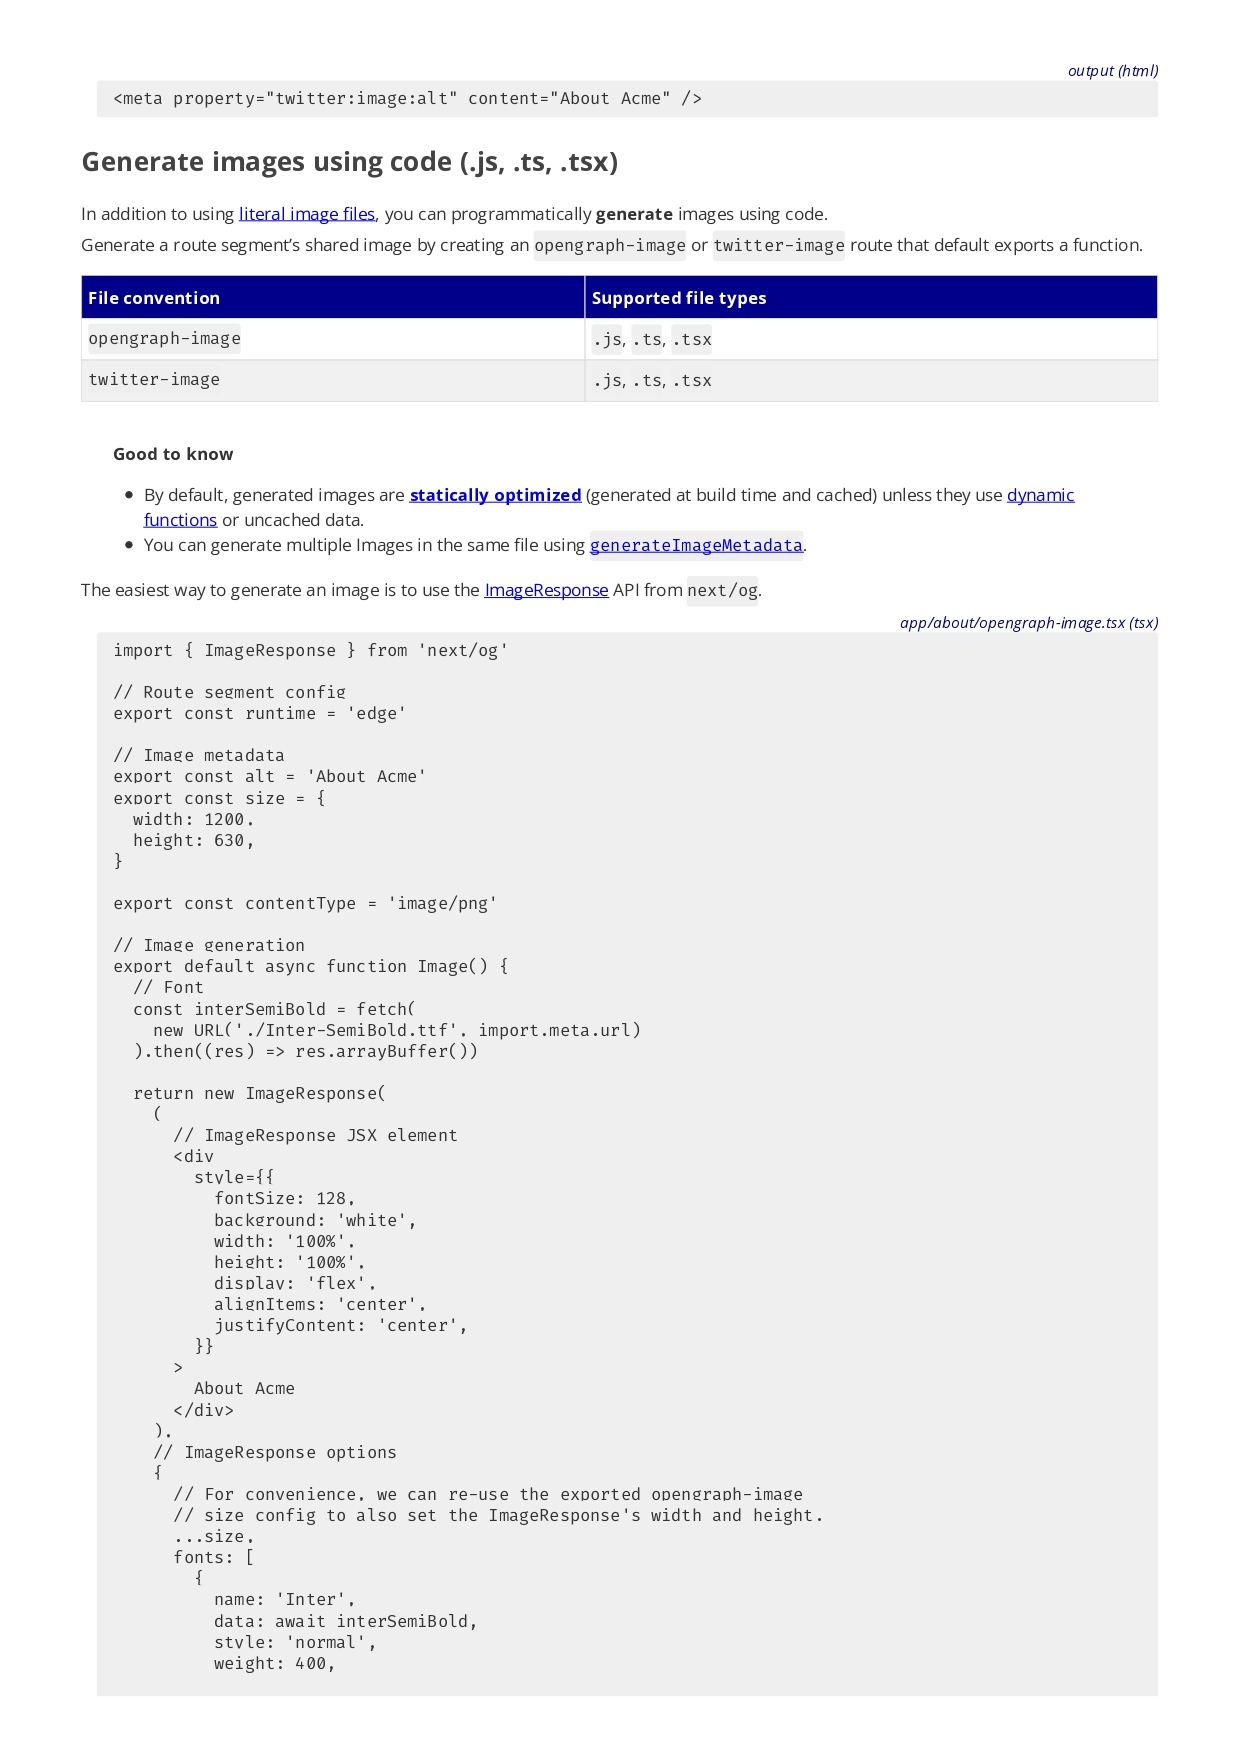 output (html)
<meta property="twitter:image:alt" content="About Acme" />
Generate images using code (.js, .ts, .tsx)
In addition to using literal image files, you can programmatically generate images using code.
Generate a route segment’s shared image by creating an opengraph-image or twitter-image route that default exports a function.
File convention Supported file types
opengraph-image .js, .ts, .tsx
twitter-image .js, .ts, .tsx
Good to know
• By default, generated images are statically optimized (generated at build time and cached) unless they use dynamic
functions or uncached data.
• You can generate multiple Images in the same file using generateImageMetadata.
The easiest way to generate an image is to use the ImageResponse API from next/og.
app/about/opengraph-image.tsx (tsx)
import { ImageResponse } from 'next/og'
// Route segment config
export const runtime = 'edge'
// Image metadata
export const alt = 'About Acme'
export const size = {
  width: 1200,
  height: 630,
}
export const contentType = 'image/png'
// Image generation
export default async function Image() {
  // Font
  const interSemiBold = fetch(
    new URL('./Inter-SemiBold.ttf', import.meta.url)
  ).then((res) => res.arrayBuffer())
  return new ImageResponse(
    (
      // ImageResponse JSX element
      <div
        style={{
          fontSize: 128,
          background: 'white',
          width: '100%',
          height: '100%',
          display: 'flex',
          alignItems: 'center',
          justifyContent: 'center',
        }}
      >
        About Acme
      </div>
    ),
    // ImageResponse options
    {
      // For convenience, we can re-use the exported opengraph-image
      // size config to also set the ImageResponse's width and height.
      ...size,
      fonts: [
        {
          name: 'Inter',
          data: await interSemiBold,
          style: 'normal',
          weight: 400,